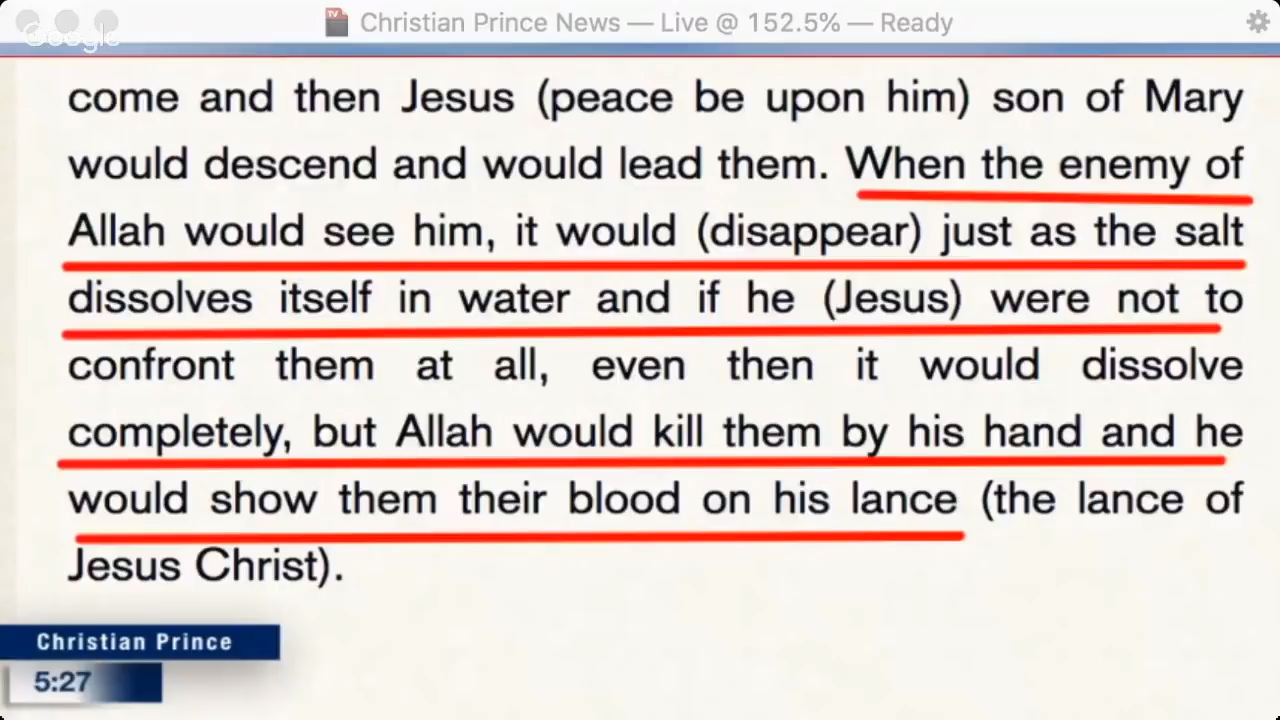 Christian Prince News — Live @ 152.5% — Ready
Google
come and then Jesus (peace be upon him) son of Mary
would descend and would lead them. When the enemy of
Allah would see him, it would (disappear) just as the salt
dissolves itself in water and if he (Jesus) were not to
confront them at all, even then it would dissolve
completely, but Allah would kill them by his hand and he
would show them their blood on his lance (the lance of
Jesus Christ).
Christian Prince
5:27